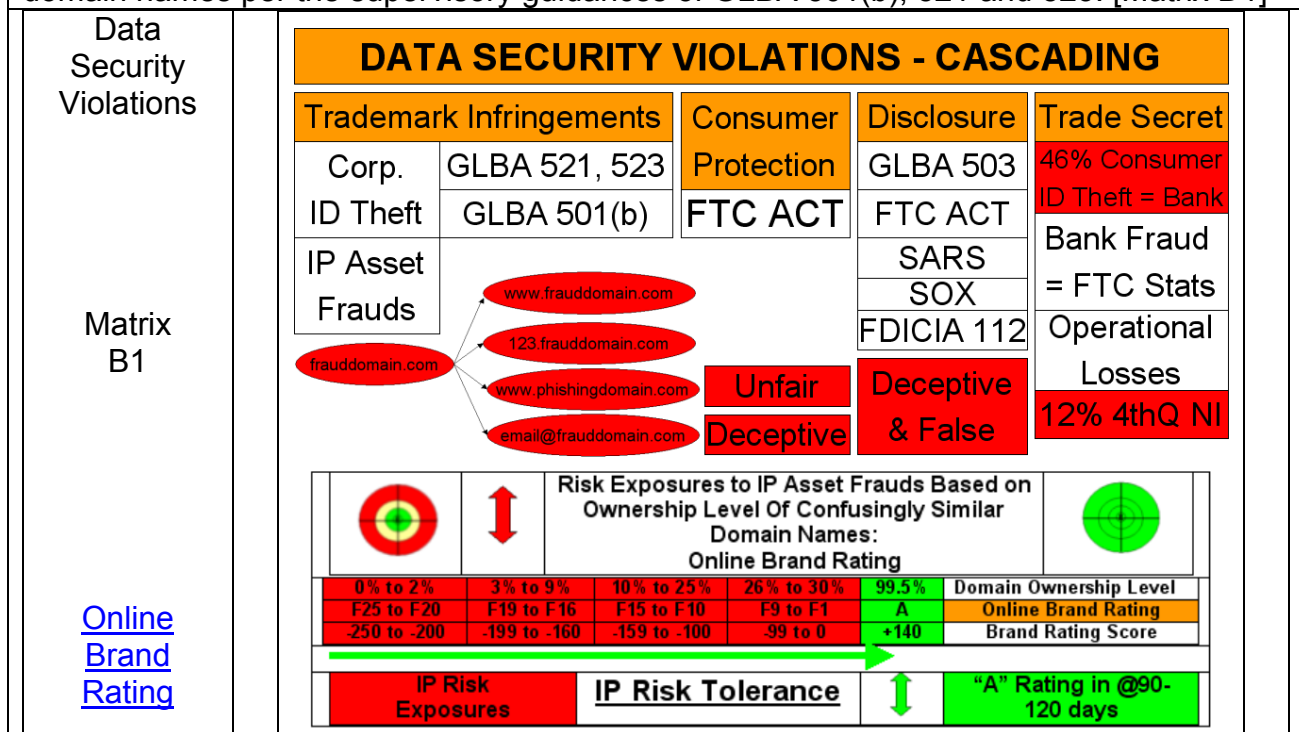 Data
Security
Violations
Matrix
B1
Online
Brand
Rating
DATA SECURITY VIOLATIONS - CASCADING
Trademark Infringements
Corp.
ID Theft
GLBA 521, 523
GLBA 501(b)
IP Asset
Frauds
frauddomain.com
www.frauddomain.com
123.frauddomain.com
www.phishingdomain.com
email@frauddomain.com
Consumer
Protection
FTC ACT
Unfair
Deceptive
Disclosure
GLBA 503
FTC ACT
SARS
SOX
FDICIA 112
Deceptive
& False
Trade Secret
46% Consumer
ID Theft = Bank
Bank Fraud
= FTC Stats
Operational
Losses
12% 4thQ NI
Risk Exposures to IP Asset Frauds Based on
Ownership Level Of Confusingly Similar
Domain Names:
Online Brand Rating
0% to 2% 3% to 9% 10% to 25% 26% to 30% 99.5% Domain Ownership Level
F25 to F20 F19 to F16 F15 to F10 F9 to F1 A Online Brand Rating
-250 to -200 -199 to -160 -159 to -100 -99 to 0 +140 Brand Rating Score
IP Risk
Exposures
IP Risk Tolerance
"A" Rating in @90-
120 days